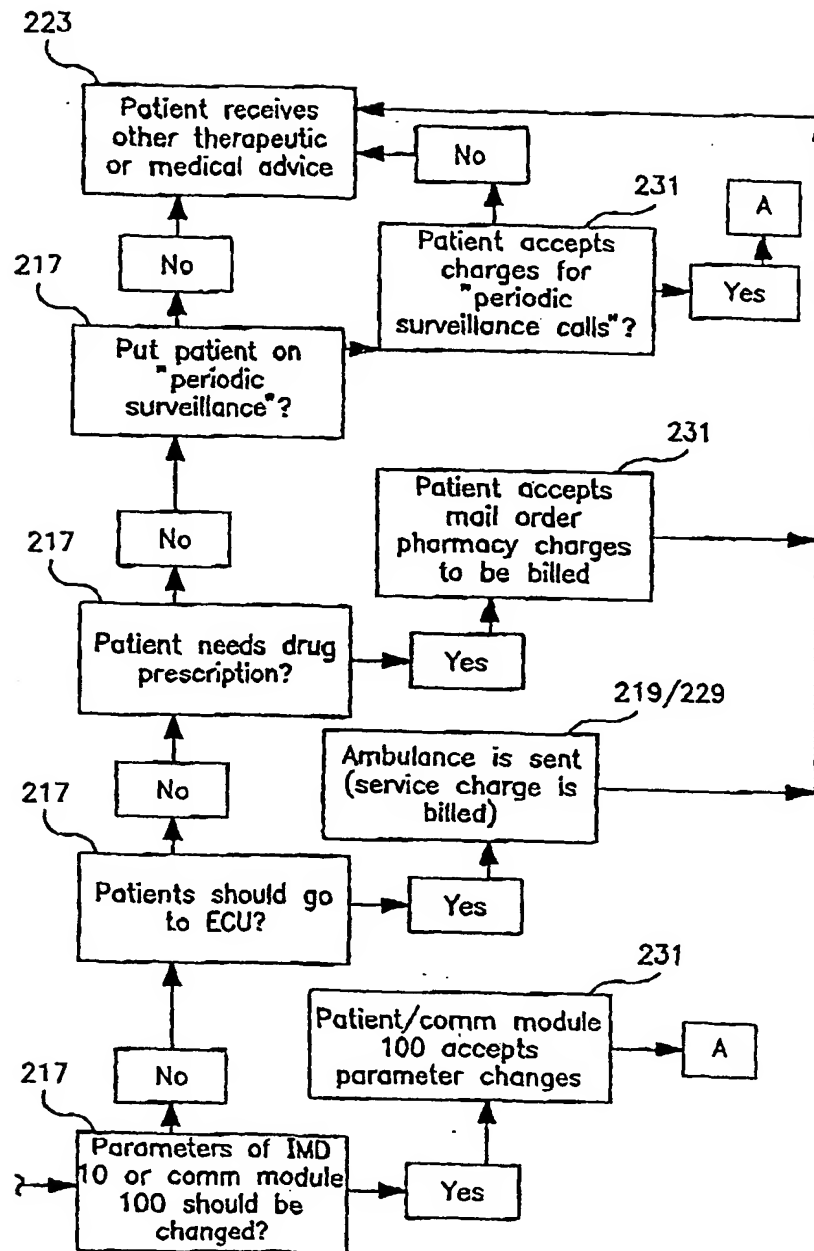 223
Patient receives
other therapeutic
or medical advice
No
231
A
Patient accepts
charges for
"periodic
surveillance calls"?
Yes
No
217
Put patient on
"periodic
surveillance"?
231
Patient accepts
mail order
pharmacy charges
to be billed
No
217
Patient needs drug
prescription?
Yes
219/229
Ambulance is sent
(service charge is
billed)
No
217
Patients should go
to ECU?
Yes
231
Patient/comm module
100 accepts
parameter changes
A
No
217
Parameters of IMD
10 or comm module
100 should be
changed?
Yes